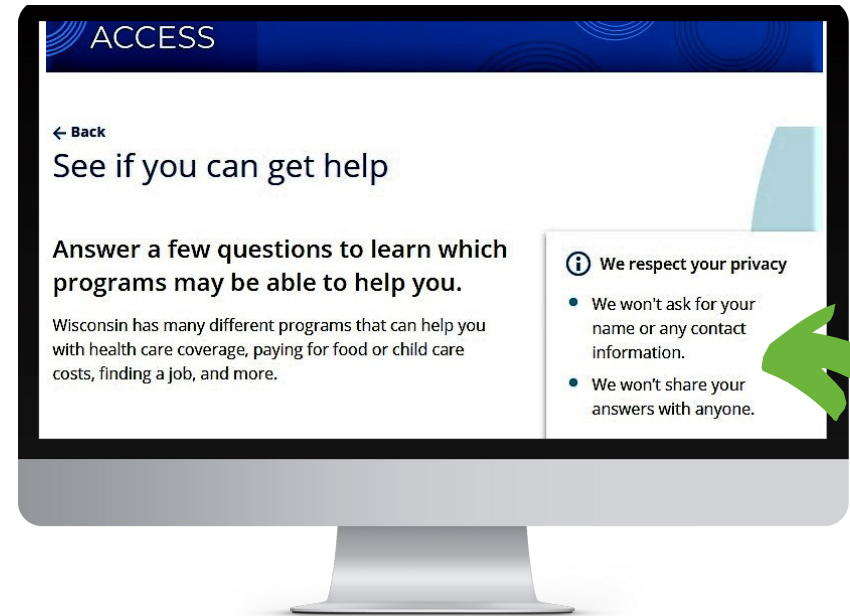 ACCESS
← Back
See if you can get help
Answer a few questions to learn which
programs may be able to help you.
Wisconsin has many different programs that can help you
with health care coverage, paying for food or child care
costs, finding a job, and more.
We respect your privacy
• We won't ask for your
name or any contact
information.
• We won't share your
answers with anyone.